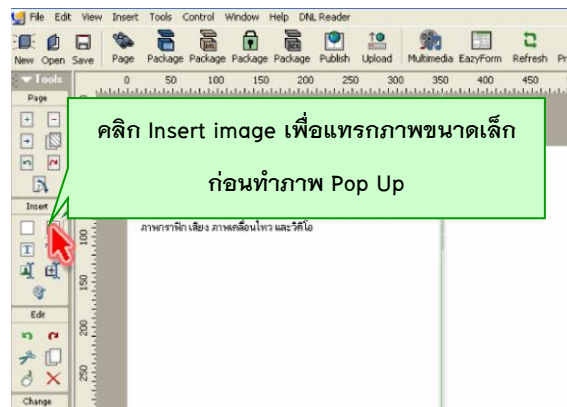 File Edit View Insert Tools Control Window Help DNL Reader
New Open Save Page Package Package Package Package Publish Upload Multimedia EazyForm Refresh
Tools
0 50 100 150 200 250 300 350 400 450
Page
คลิก Insert image เพื่อแทรกภาพขนาดเล็ก
ก่อนทำภาพ Pop Up
Insert
ภาพกราฟิก เสียง ภาพเคลื่อนไหว และวิดีโอ
100
150
Edit
200
250
Change